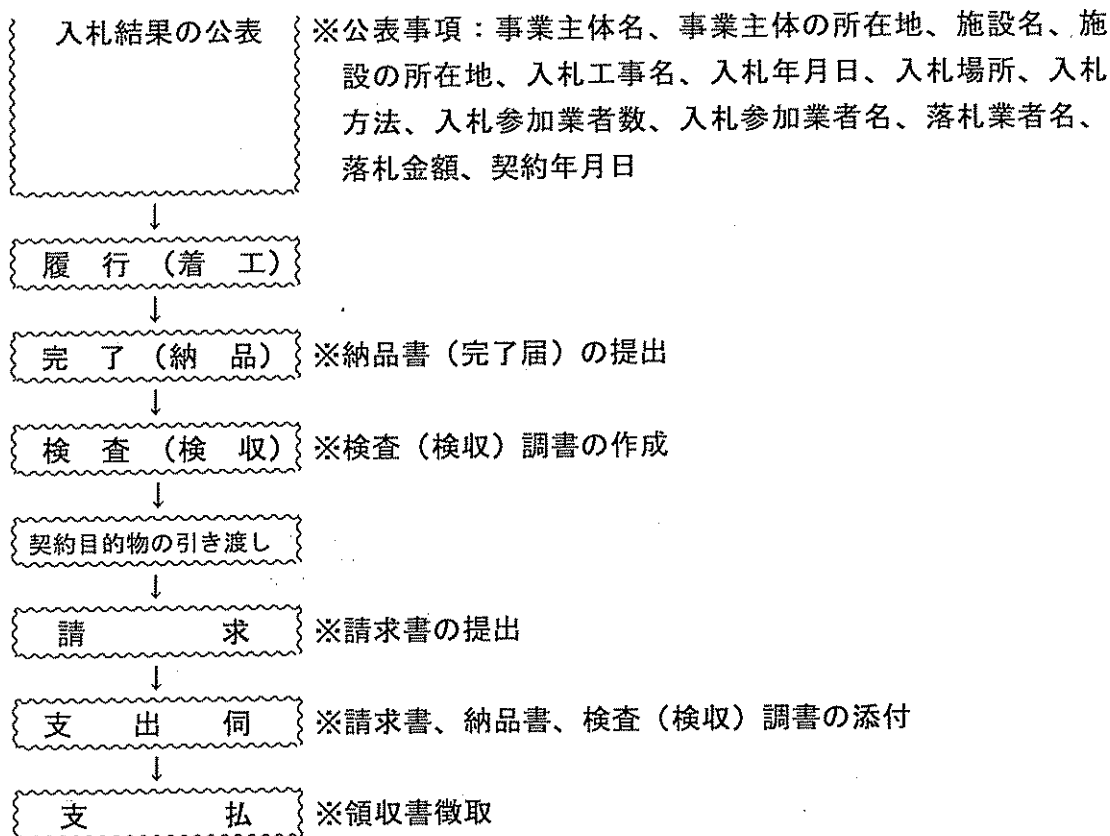 入札結果の公表 ※公表事項：事業主体名、事業主体の所在地、施設名、施
設の所在地、入札工事名、入札年月日、入札場所、入札
方法、入札参加業者数、入札参加業者名、落札業者名、
落札金額、契約年月日
↓
履行（着工）
↓
完了（納品） ※納品書（完了届）の提出
↓
検査（検収） ※検査（検収）調書の作成
↓
契約目的物の引き渡し
↓
請求 ※請求書の提出
↓
支出伺 ※請求書、納品書、検査（検収）調書の添付
↓
支払 ※領収書徴取